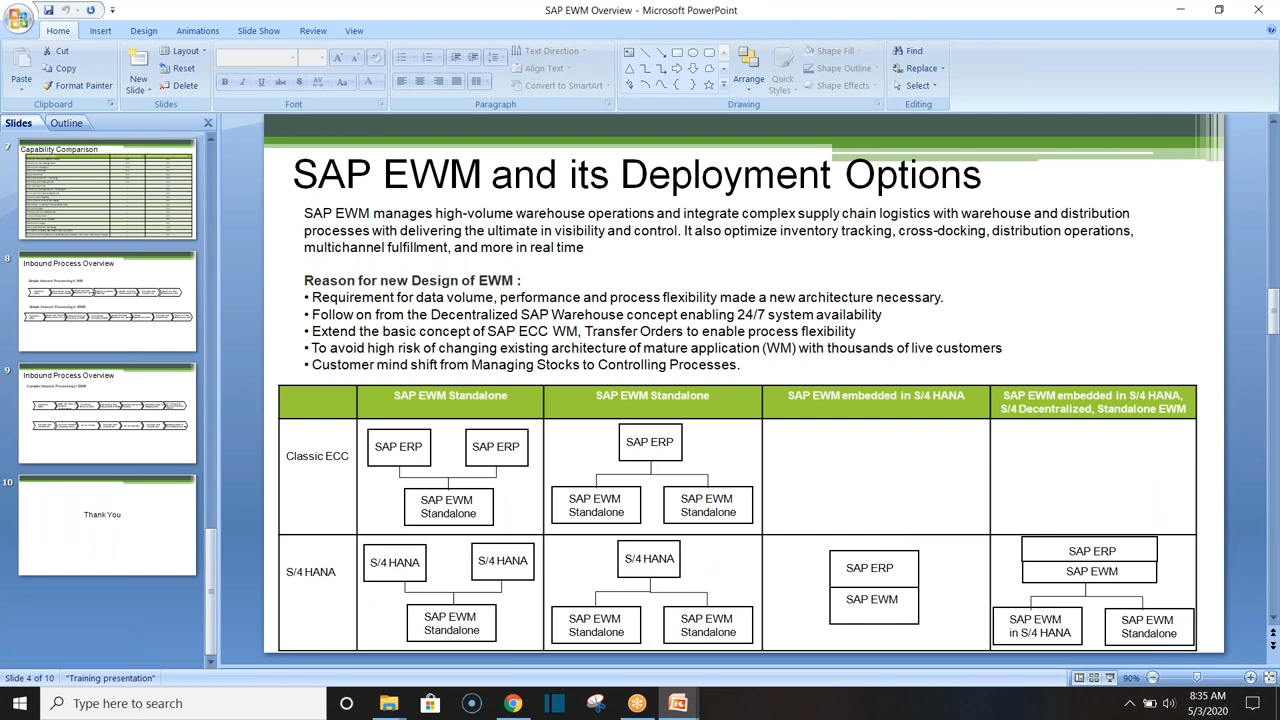 SAP EWM Overview - Microsoft PowerPoint
Home Insert Design Animations Slide Show Review View
Cut
Copy
Format Painter
Paste
Clipboard
New Slide
Layout
Reset
Delete
Slides
Font
Text Direction
Align Text
Convert to SmartArt
Paragraph
Arrange
Quick Styles
Shape Fill
Shape Outline
Shape Effects
Drawing
Find
Replace
Select
Editing
Slides Outline
7
Capability Comparison
8
Inbound Process Overview
9
Inbound Process Overview
10
Thank You
SAP EWM and its Deployment Options
SAP EWM manages high-volume warehouse operations and integrates complex supply chain logistics with warehouse and distribution
processes with delivering the ultimate in visibility and control. It also optimize inventory tracking, cross-docking, distribution operations,
multichannel fulfillment, and more in real time
Reason for new Design of EWM :
• Requirement for data volume, performance and process flexibility made a new architecture necessary.
• Follow on from the Decentralized SAP Warehouse concept enabling 24/7 system availability
• Extend the basic concept of SAP ECC WM, Transfer Orders to enable process flexibility
• To avoid high risk of changing existing architecture of mature application (WM) with thousands of live customers
• Customer mind shift from Managing Stocks to Controlling Processes.
SAP EWM Standalone
SAP EWM Standalone
SAP EWM embedded in S/4 HANA
SAP EWM embedded in S/4 HANA,
S/4 Decentralized, Standalone EWM
Classic ECC
SAP ERP
SAP ERP
SAP EWM
Standalone
SAP ERP
SAP EWM
Standalone
SAP EWM
Standalone
S/4 HANA
S/4 HANA
S/4 HANA
SAP EWM
Standalone
S/4 HANA
SAP EWM
Standalone
SAP EWM
Standalone
SAP ERP
SAP EWM
SAP ERP
SAP EWM
SAP EWM
in S/4 HANA
SAP EWM
Standalone
Slide 4 of 10 "Training presentation" 90%
Type here to search
8:35 AM
5/3/2020